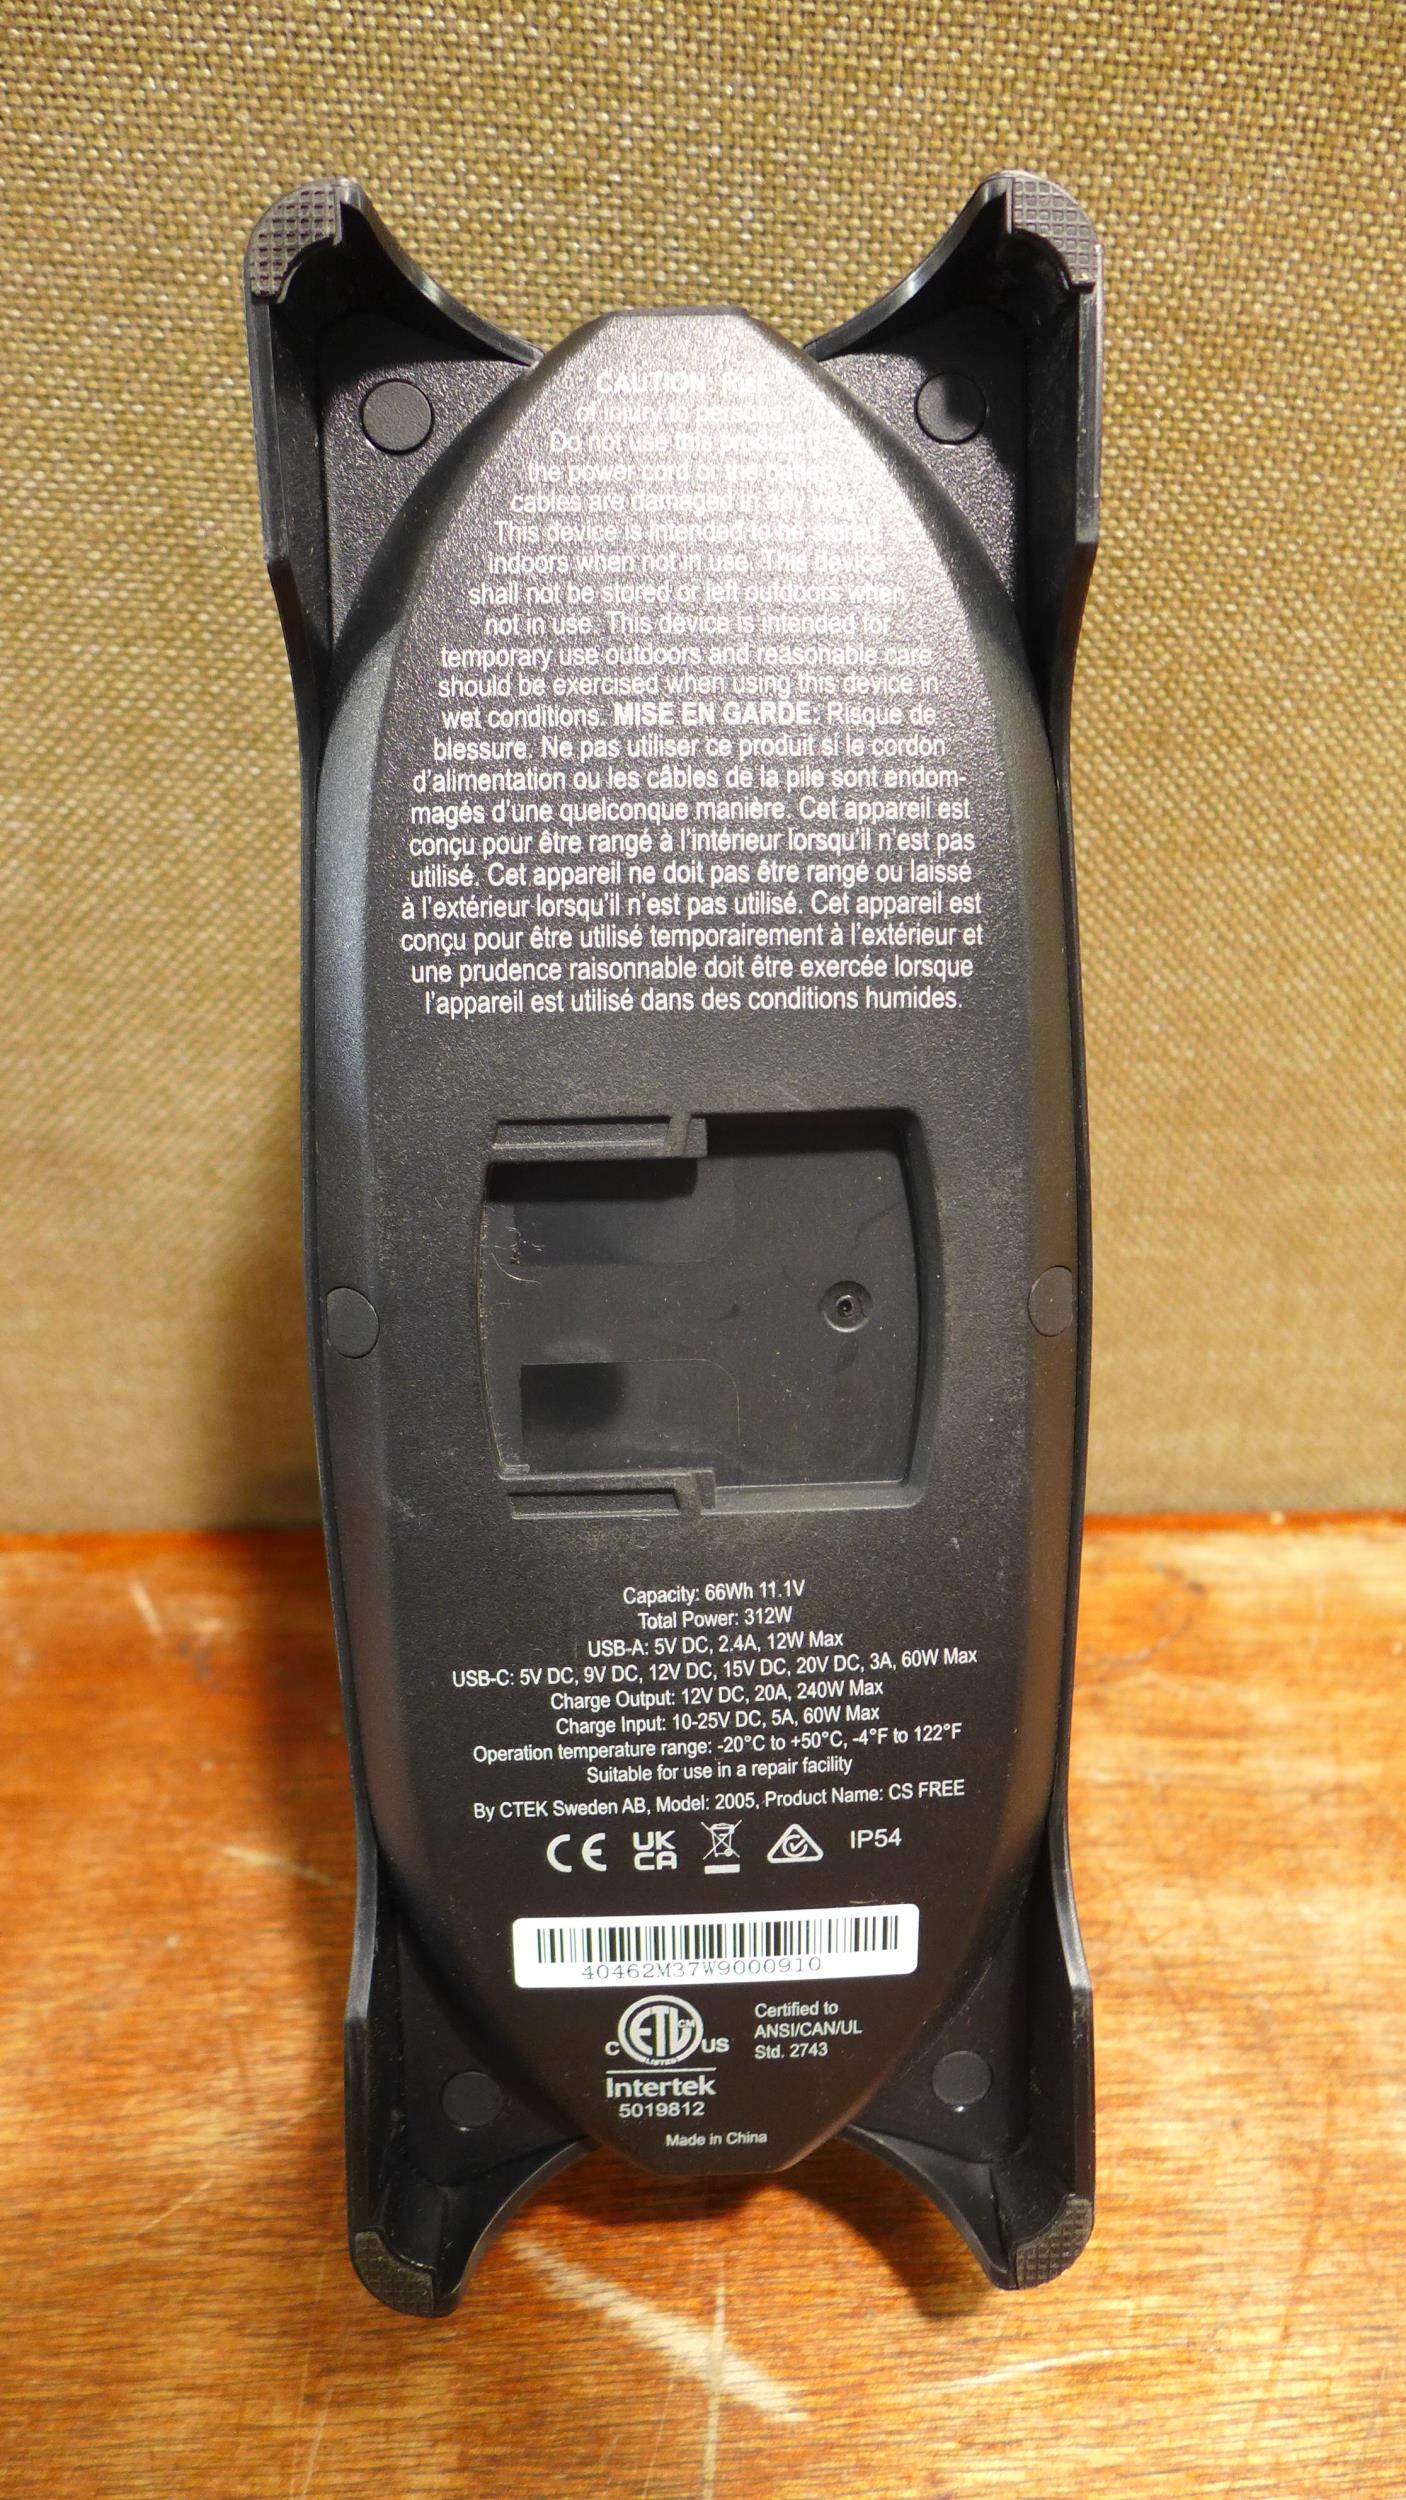 CAUTION: Risk
of injury to persons.
Do not use this product
the power cord or the battery
cables are damaged in any way.
This device is intended to be stored
indoors when not in use. This device
shall not be stored or left outdoors when
not in use. This device is intended for
temporary use outdoors and reasonable care
should be exercised when using this device in
wet conditions. MISE EN GARDE: Risque de
blessure. Ne pas utiliser ce produit si le cordon
d'alimentation ou les câbles de la pile sont endom-
magés d'une quelconque manière. Cet appareil est
conçu pour être rangé à l'intérieur lorsqu'il n'est pas
utilisé. Cet appareil ne doit pas être rangé ou laissé
à l'extérieur lorsqu'il n'est pas utilisé. Cet appareil est
conçu pour être utilisé temporairement à l'extérieur et
une prudence raisonnable doit être exercée lorsque
l'appareil est utilisé dans des conditions humides.
Capacity: 66Wh 11.1V
Total Power: 312W
USB-A: 5V DC, 2.4A, 12W Max
USB-C: 5V DC, 9V DC, 12V DC, 15V DC, 20V DC, 3A, 60W Max
Charge Output: 12V DC, 20A, 240W Max
Charge Input: 10-25V DC, 5A, 60W Max
Operation temperature range: -20°C to +50°C, -4°F to 122°F
Suitable for use in a repair facility
By CTEK Sweden AB, Model: 2005, Product Name: CS FREE
CE UK CA IP54
40462M37W9000910
C ETL CM US
LISTED
Intertek
5019812
Certified to
ANSI/CAN/UL
Std. 2743
Made in China